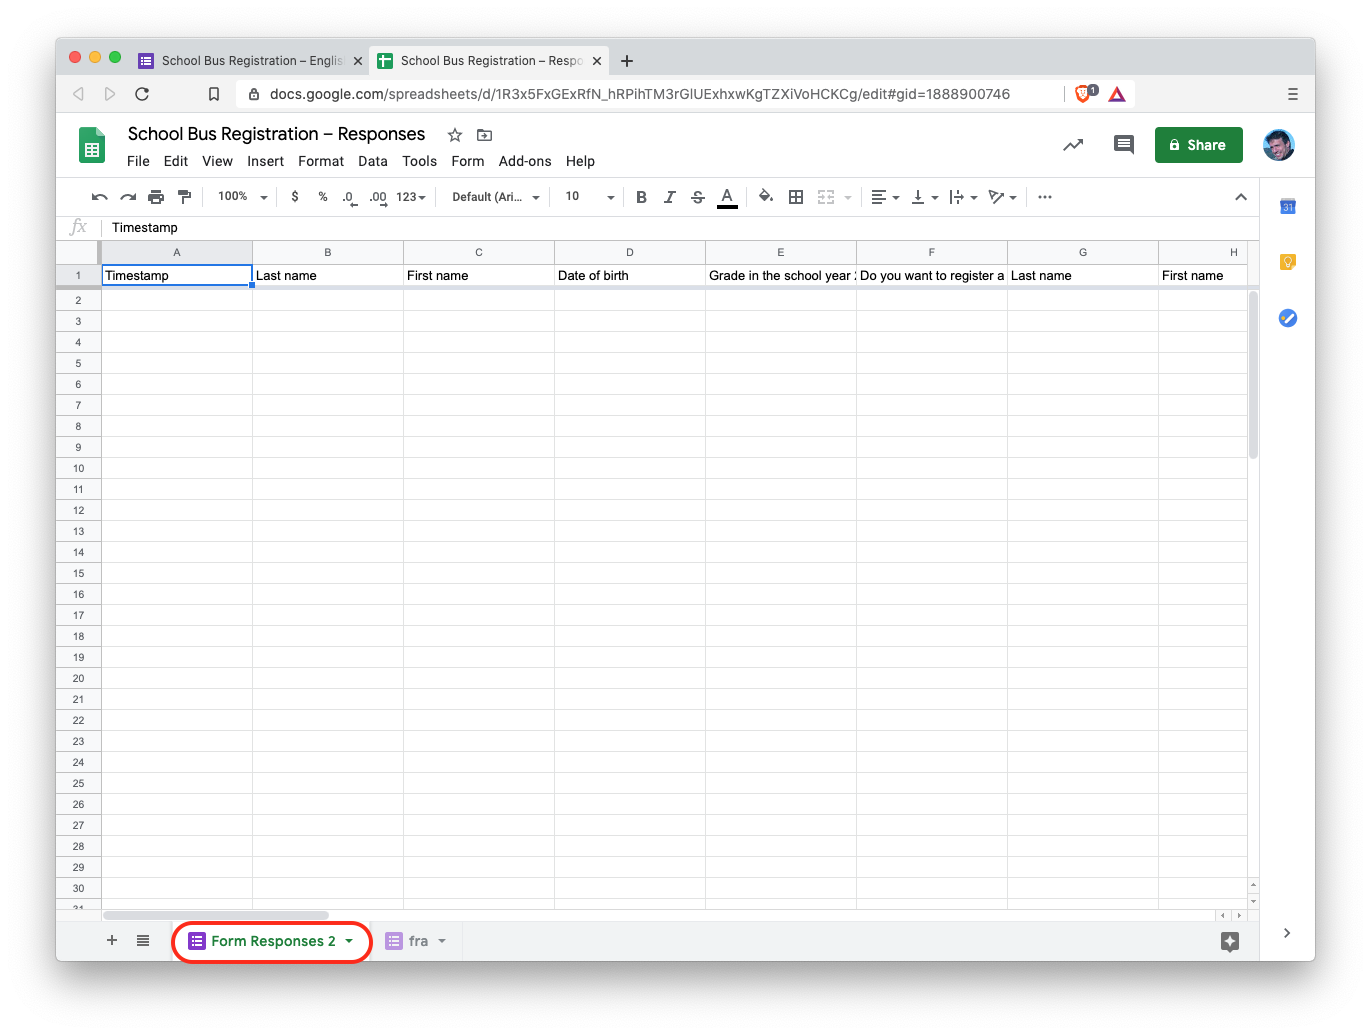 School Bus Registration – Englis
School Bus Registration – Respo
docs.google.com/spreadsheets/d/1R3x5FxGExRfN_hRPihTM3rGlUExhxwKgTZXiVoHCKCg/edit#gid=1888900746
1
School Bus Registration – Responses
File Edit View Insert Format Data Tools Form Add-ons Help
Share
100% $ % .0 .00 123 Default (Ari... 10 B I S A
31
fx Timestamp
A B C D E F G H
1 Timestamp Last name First name Date of birth Grade in the school year Do you want to register a Last name First name
2
3
4
5
6
7
8
9
10
11
12
13
14
15
16
17
18
19
20
21
22
23
24
25
26
27
28
29
30
31
Form Responses 2 fra